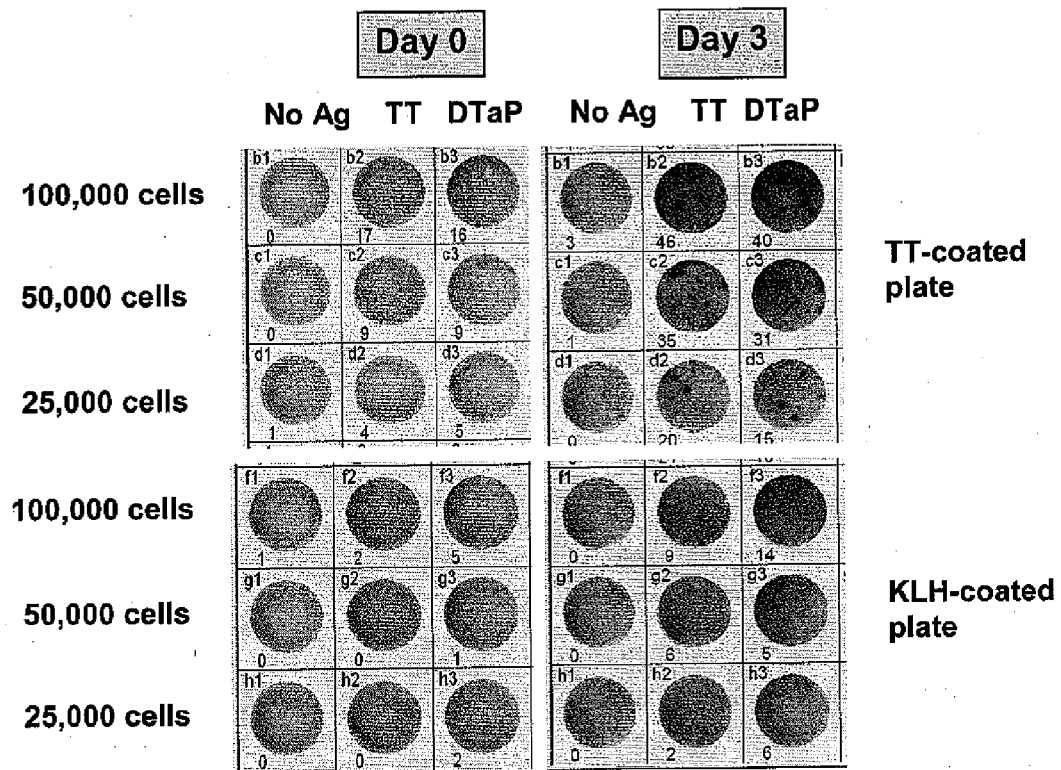 Day 0 Day 3
No Ag TT DTaP No Ag TT DTaP
b1 b2 b3 b1 b2 b3
100,000 cells
0 17 16 3 46 40
TT-coated
plate
c1 c2 c3 c1 c2 c3
50,000 cells
0 9 9 1 35 31
d1 d2 d3 d1 d2 d3
25,000 cells
1 4 5 0 20 15
f1 f2 f3 f1 f2 f3
100,000 cells
1 2 5 0 9 14
KLH-coated
plate
g1 g2 g3 g1 g2 g3
50,000 cells
0 0 1 0 6 5
h1 h2 h3 h1 h2 h3
25,000 cells
0 0 2 0 2 6